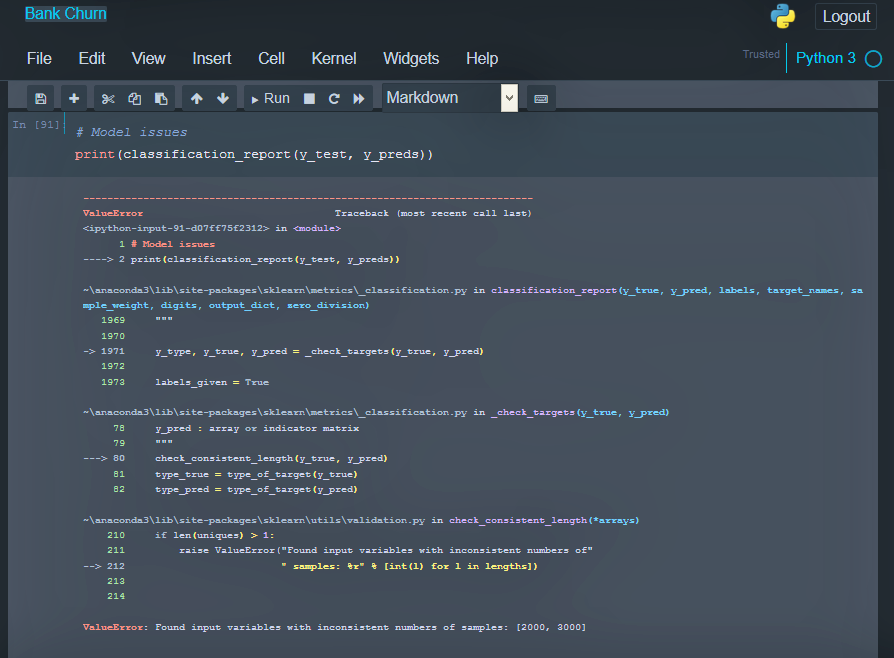 Bank Churn
Logout
File Edit View Insert Cell Kernel Widgets Help
Trusted Python 3
Run Markdown
In [91]
# Model issues
print(classification_report(y_test, y_preds))
---------------------------------------------------------------------------
ValueError Traceback (most recent call last)
<ipython-input-91-d07ff75f2312> in <module>
1 # Model issues
----> 2 print(classification_report(y_test, y_preds))
~\anaconda3\lib\site-packages\sklearn\metrics\_classification.py in classification_report(y_true, y_pred, labels, target_names, sa
mple_weight, digits, output_dict, zero_division)
1969 """
1970
-> 1971 y_type, y_true, y_pred = _check_targets(y_true, y_pred)
1972
1973 labels_given = True
~\anaconda3\lib\site-packages\sklearn\metrics\_classification.py in _check_targets(y_true, y_pred)
78 y_pred : array or indicator matrix
79 """
---> 80 check_consistent_length(y_true, y_pred)
81 type_true = type_of_target(y_true)
82 type_pred = type_of_target(y_pred)
~\anaconda3\lib\site-packages\sklearn\utils\validation.py in check_consistent_length(*arrays)
210 if len(uniques) > 1:
211 raise ValueError("Found input variables with inconsistent numbers of"
--> 212 " samples: %r" % [int(l) for l in lengths])
213
214
ValueError: Found input variables with inconsistent numbers of samples: [2000, 3000]